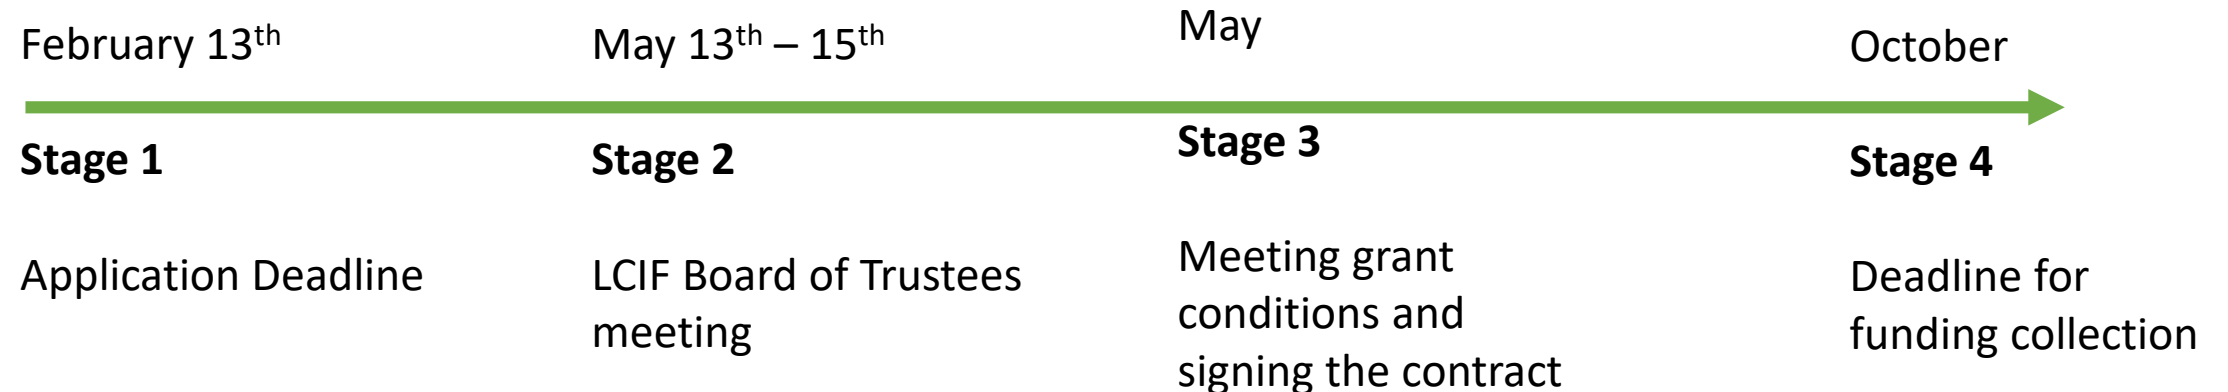 February 13th
May 13th – 15th
May
October
Stage 1
Stage 2
Stage 3
Stage 4
Application Deadline
LCIF Board of Trustees
meeting
Meeting grant
conditions and
signing the contract
Deadline for
funding collection